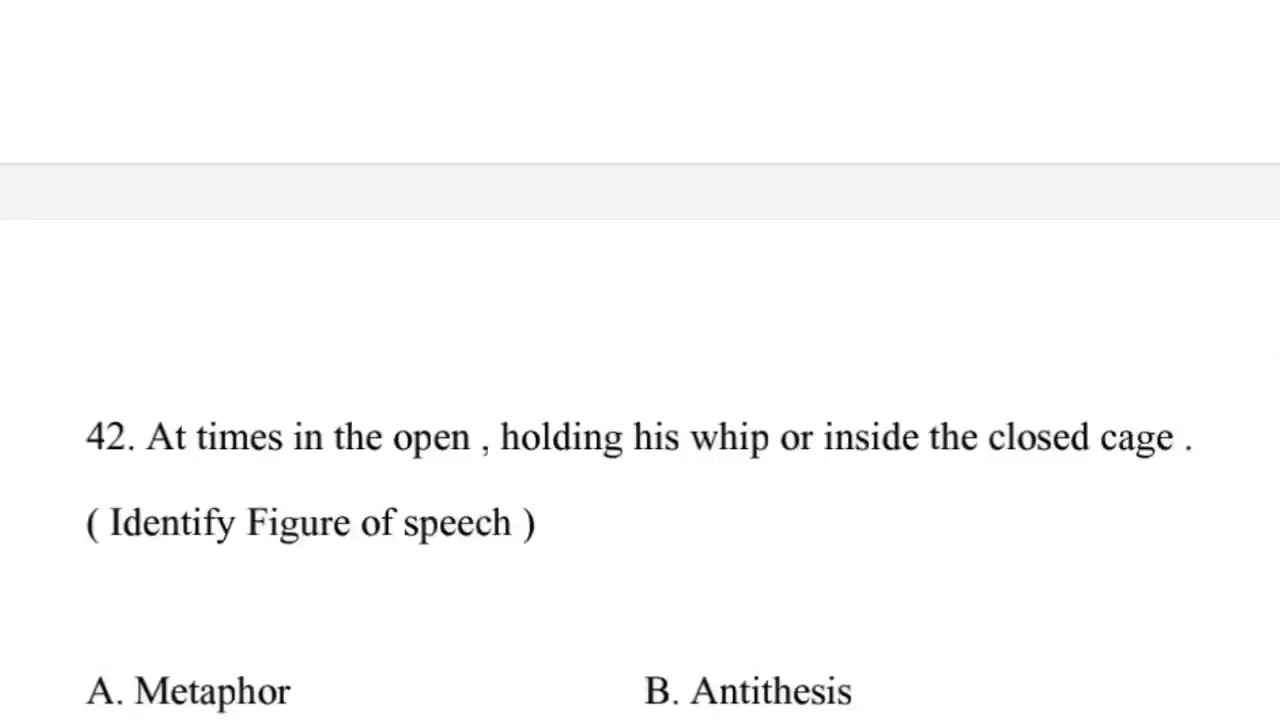 42. At times in the open , holding his whip or inside the closed cage .
( Identify Figure of speech )
A. Metaphor B. Antithesis